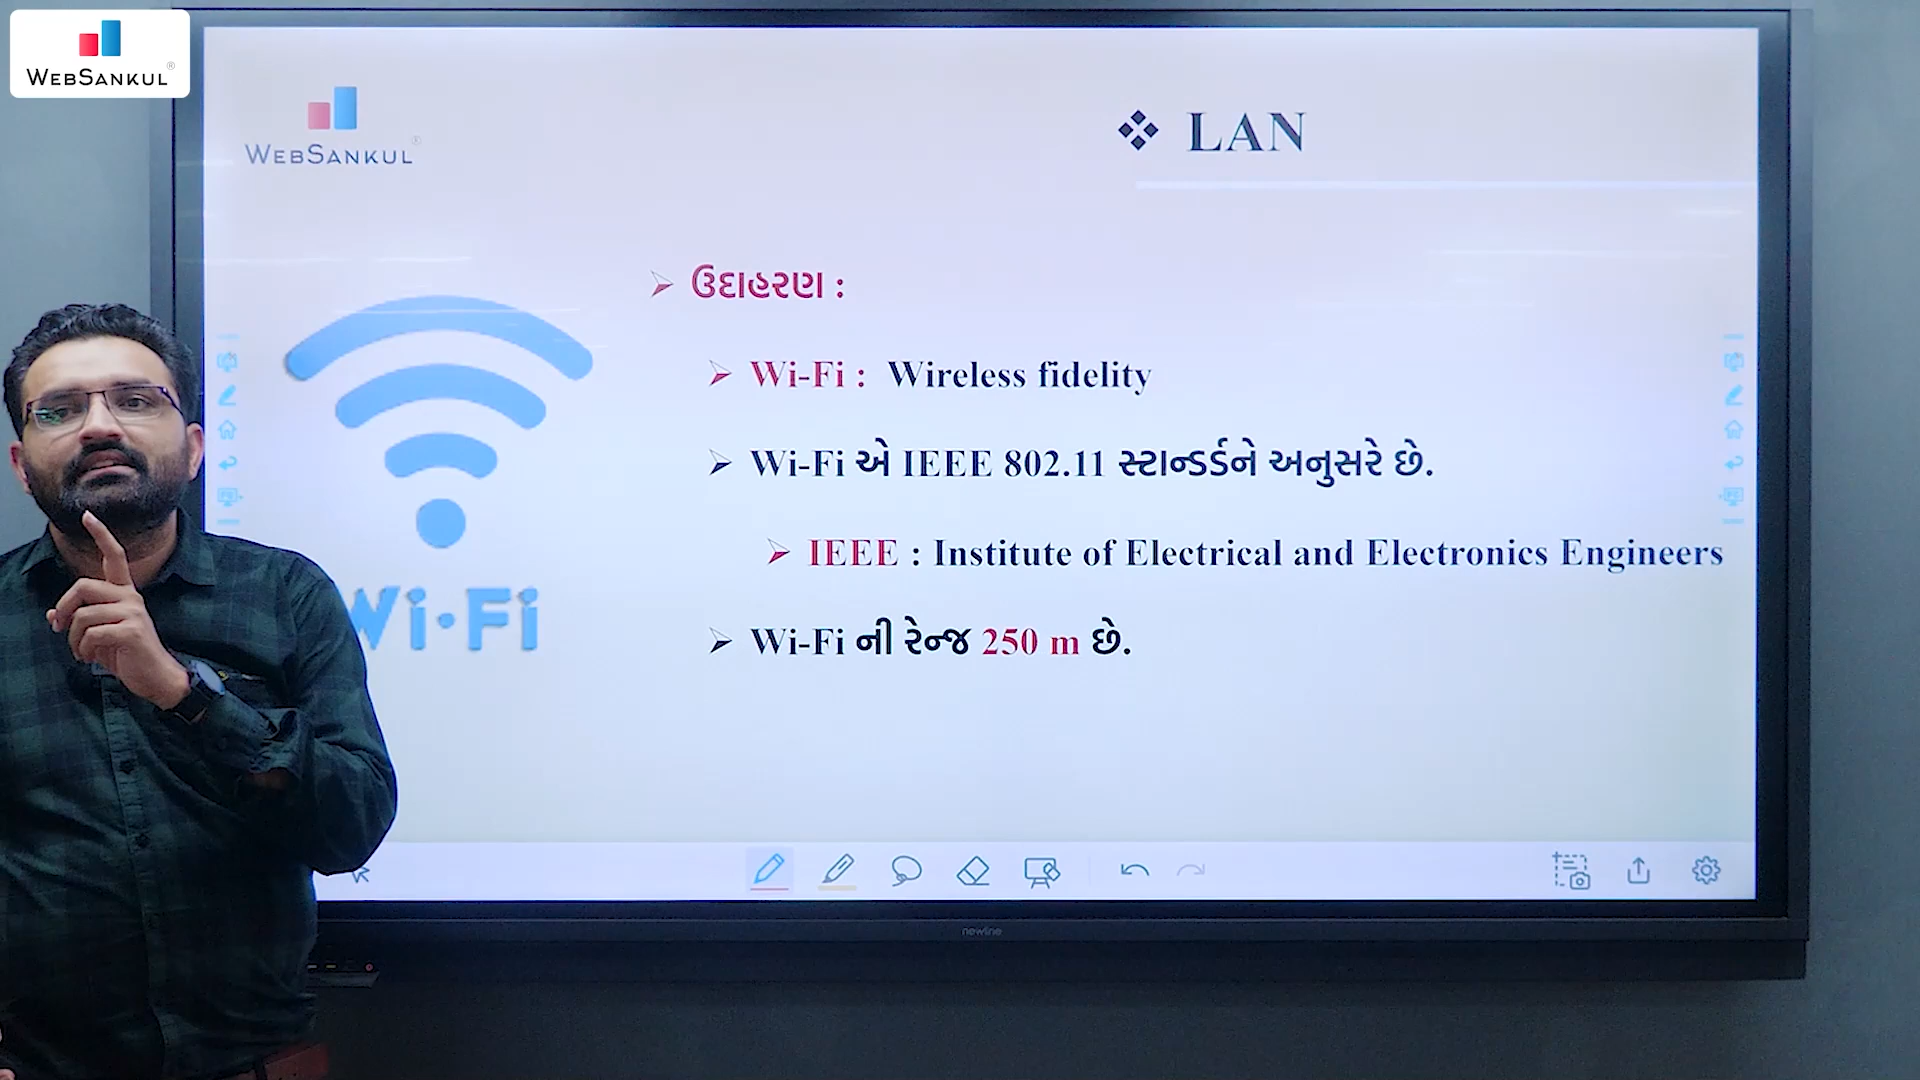 WEBSANKUL®
WEBSANKUL®
❖ LAN
➢ ઉદાહરણ :
➢ Wi-Fi : Wireless fidelity
➢ Wi-Fi એ IEEE 802.11 સ્ટાન્ડર્ડને અનુસરે છે.
➢ IEEE : Institute of Electrical and Electronics Engineers
➢ Wi-Fi ની રેન્જ 250 m છે.
Wi·Fi
newline